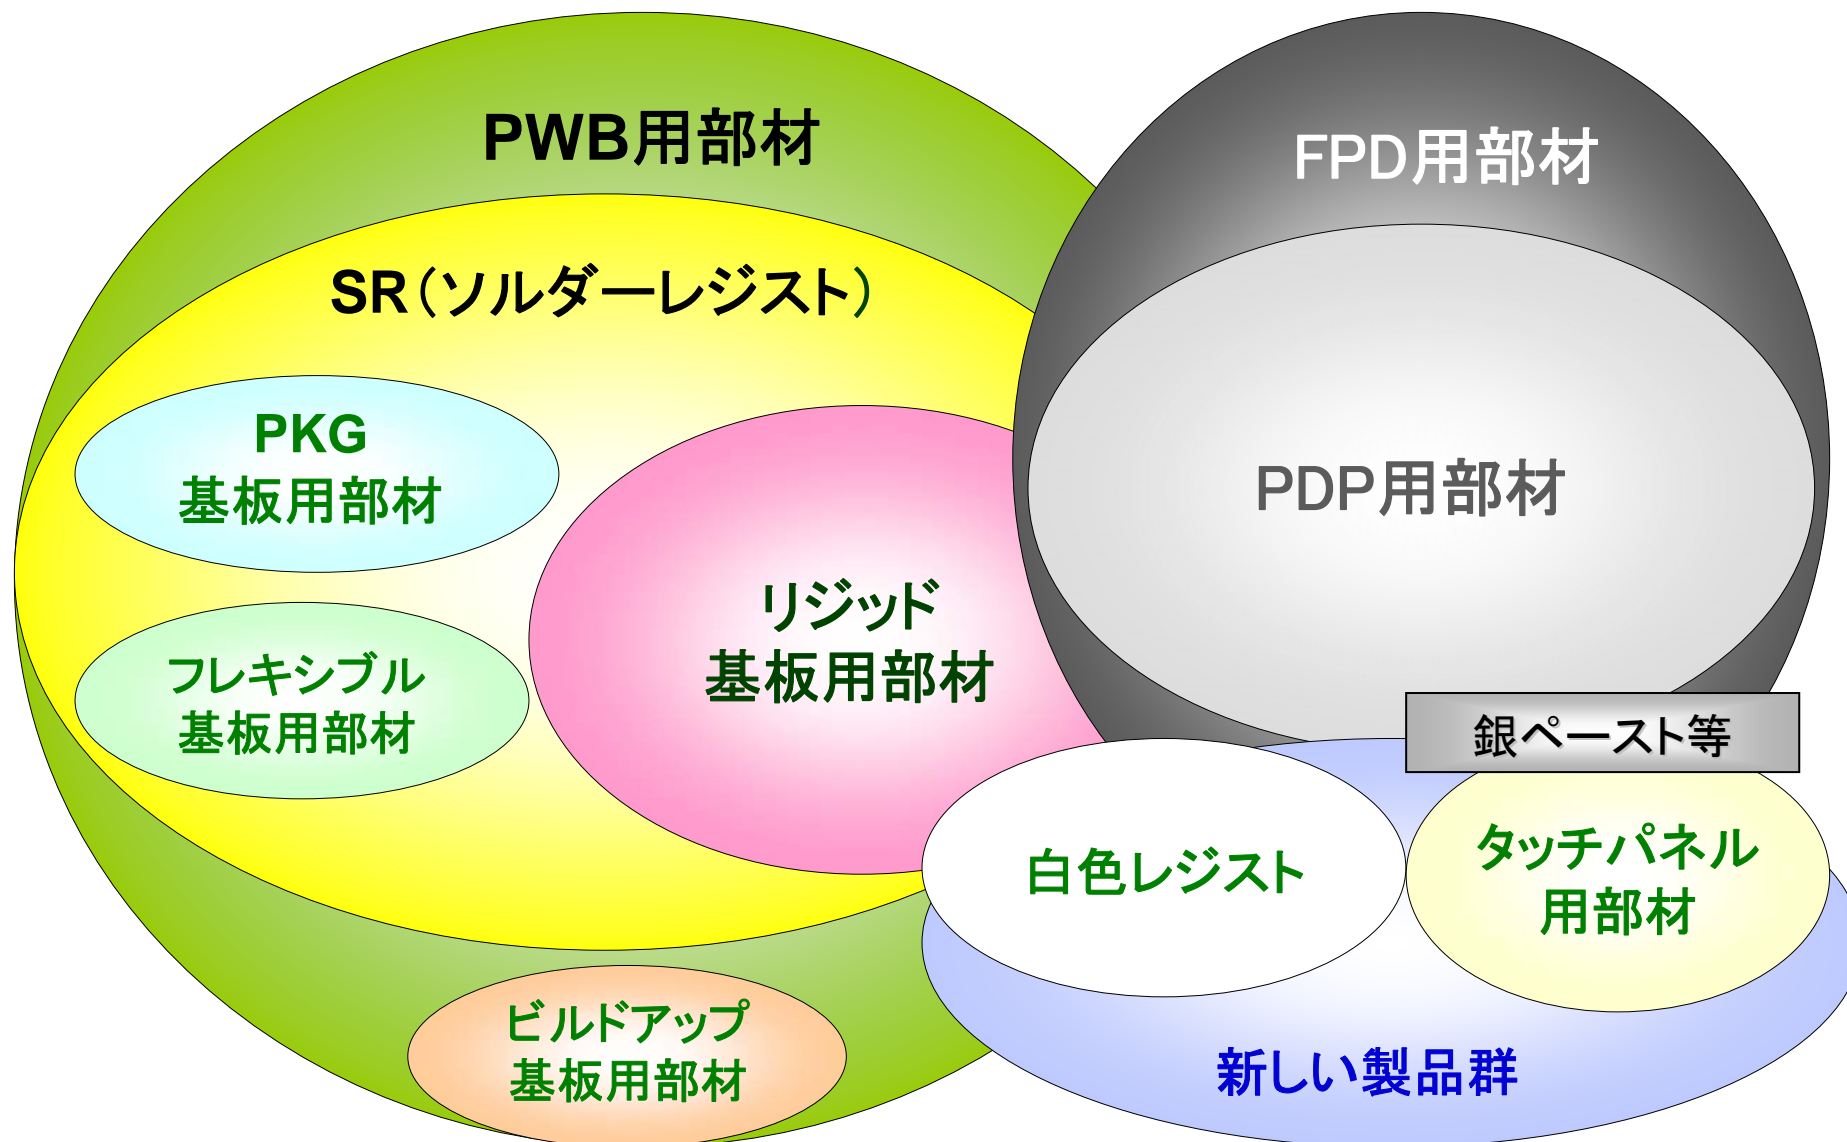 PWB用部材
FPD用部材
SR（ソルダーレジスト）
PKG
基板用部材
PDP用部材
リジッド
基板用部材
フレキシブル
基板用部材
銀ペースト等
白色レジスト
タッチパネル
用部材
ビルドアップ
基板用部材
新しい製品群